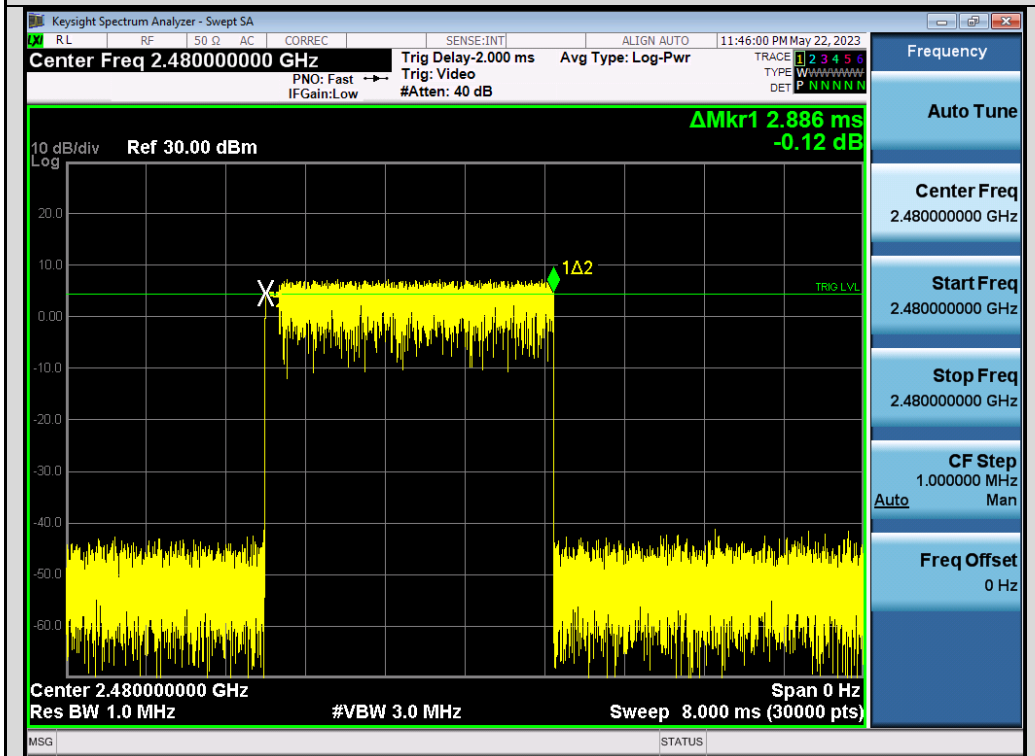 Keysight Spectrum Analyzer - Swept SA
LXI RL RF 50 Ω AC CORREC SENSE:INT ALIGN AUTO 11:46:00 PM May 22, 2023
Center Freq 2.480000000 GHz
PNO: Fast
IFGain:Low
Trig Delay-2.000 ms
Trig: Video
#Atten: 40 dB
Avg Type: Log-Pwr
TRACE 1 2 3 4 5 6
TYPE WWWWWWW
DET P N N N N N
Frequency
ΔMkr1 2.886 ms
-0.12 dB
10 dB/div Ref 30.00 dBm
Log
20.0
10.0
0.00
-10.0
-20.0
-30.0
-40.0
-50.0
-60.0
1Δ2
TRIG LVL
Center 2.480000000 GHz Span 0 Hz
Res BW 1.0 MHz #VBW 3.0 MHz Sweep 8.000 ms (30000 pts)
Auto Tune
Center Freq
2.480000000 GHz
Start Freq
2.480000000 GHz
Stop Freq
2.480000000 GHz
CF Step
1.000000 MHz
Auto Man
Freq Offset
0 Hz
MSG STATUS